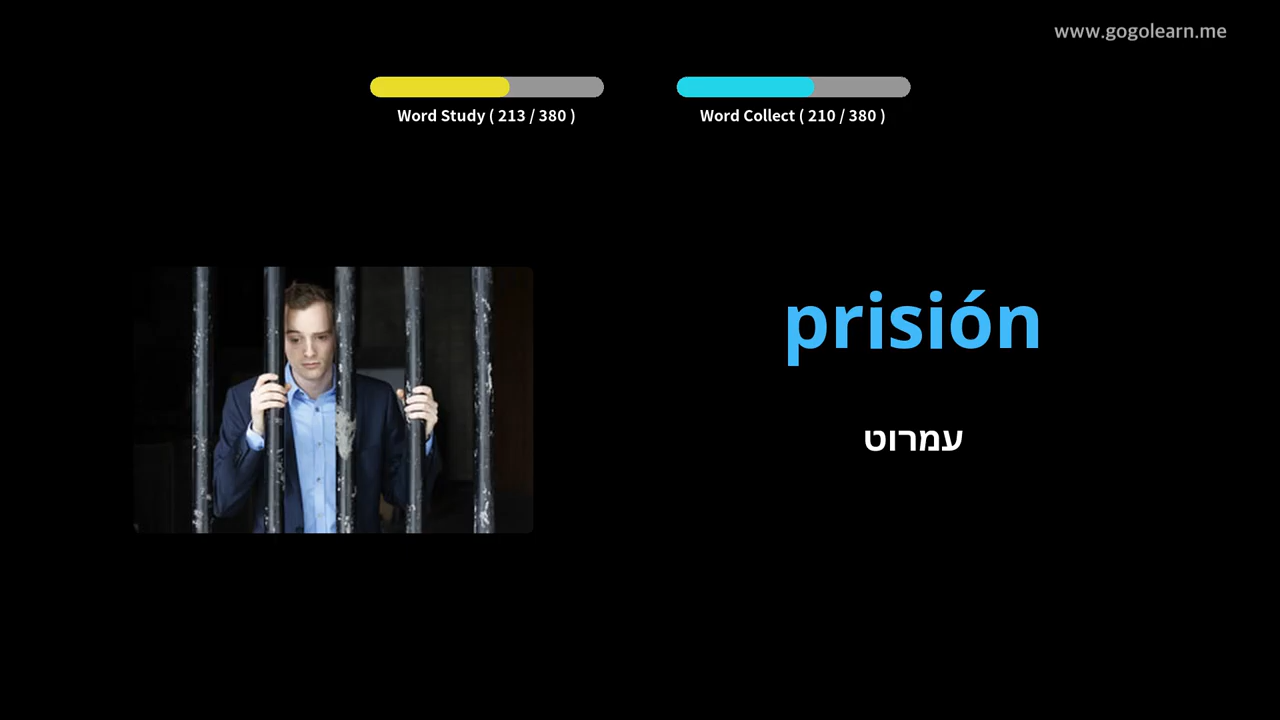 www.gogolearn.me
Word Study ( 213 / 380 )
Word Collect ( 210 / 380 )
prisión
עמרוט